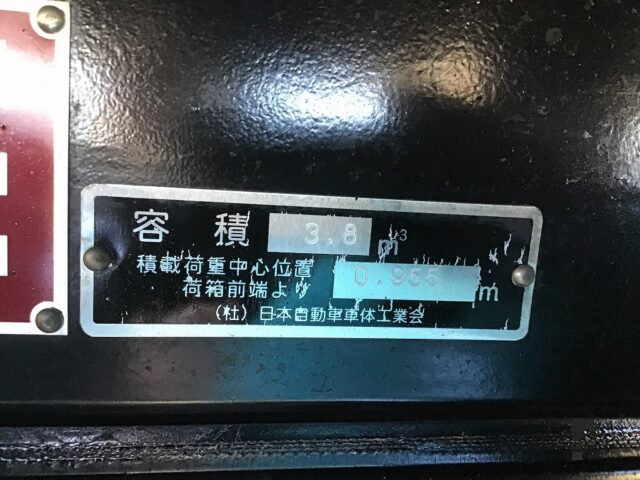 容積 3.8 m³
積載荷重中心位置
荷箱前端より 0.955 m
(社)日本自動車車体工業会